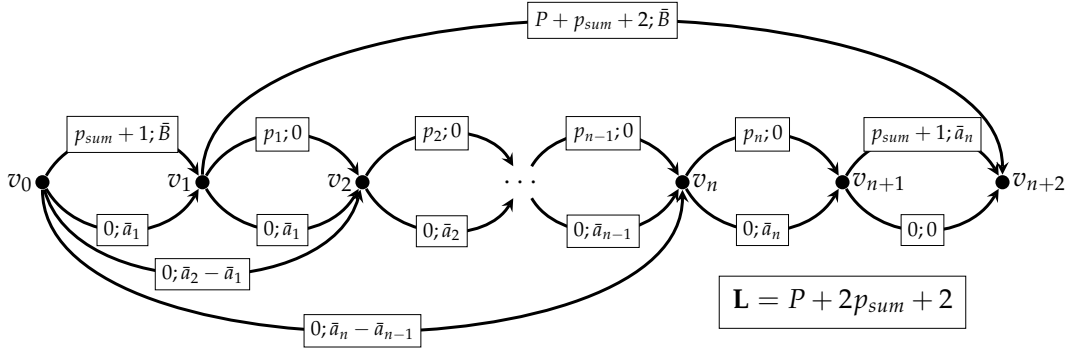 P + p_{sum} + 2; B̄
p_{sum} + 1; B̄
p_1; 0
p_2; 0
p_{n−1}; 0
p_n; 0
p_{sum} + 1; ā_n
v_0
v_1
v_2
⋯
v_n
v_{n+1}
v_{n+2}
0; ā_1
0; ā_1
0; ā_2
0; ā_{n−1}
0; ā_n
0; 0
0; ā_2 − ā_1
L = P + 2p_{sum} + 2
0; ā_n − ā_{n−1}